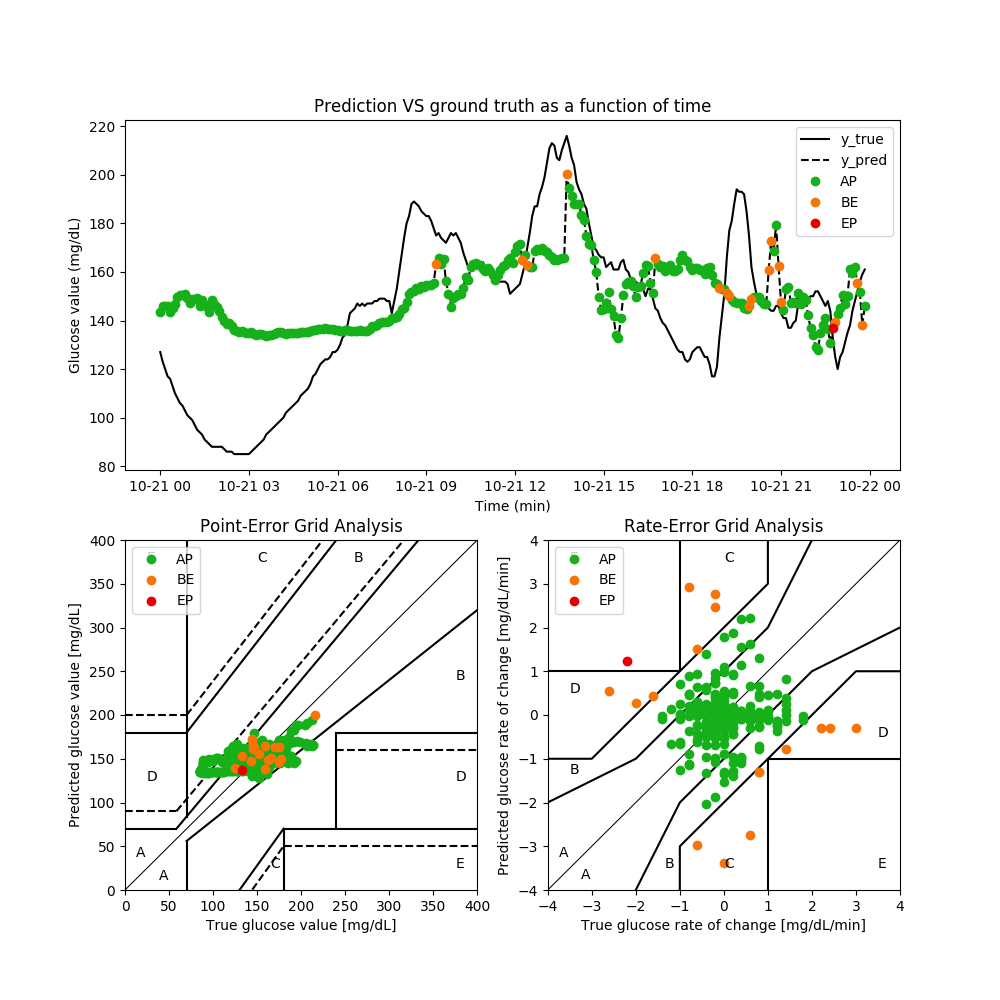 Prediction VS ground truth as a function of time
Glucose value (mg/dL)
220
200
180
160
140
120
100
80
y_true
y_pred
AP
BE
EP
10-21 00 10-21 03 10-21 06 10-21 09 10-21 12 10-21 15 10-21 18 10-21 21 10-22 00
Time (min)
Point-Error Grid Analysis
Predicted glucose value [mg/dL]
400
350
300
250
200
150
100
50
0
AP
BE
EP
C
B
B
D
D
A
A
C
E
0 50 100 150 200 250 300 350 400
True glucose value [mg/dL]
Rate-Error Grid Analysis
Predicted glucose rate of change [mg/dL/min]
4
3
2
1
0
−1
−2
−3
−4
AP
BE
EP
C
D
D
B
A
A
B
C
E
−4 −3 −2 −1 0 1 2 3 4
True glucose rate of change [mg/dL/min]